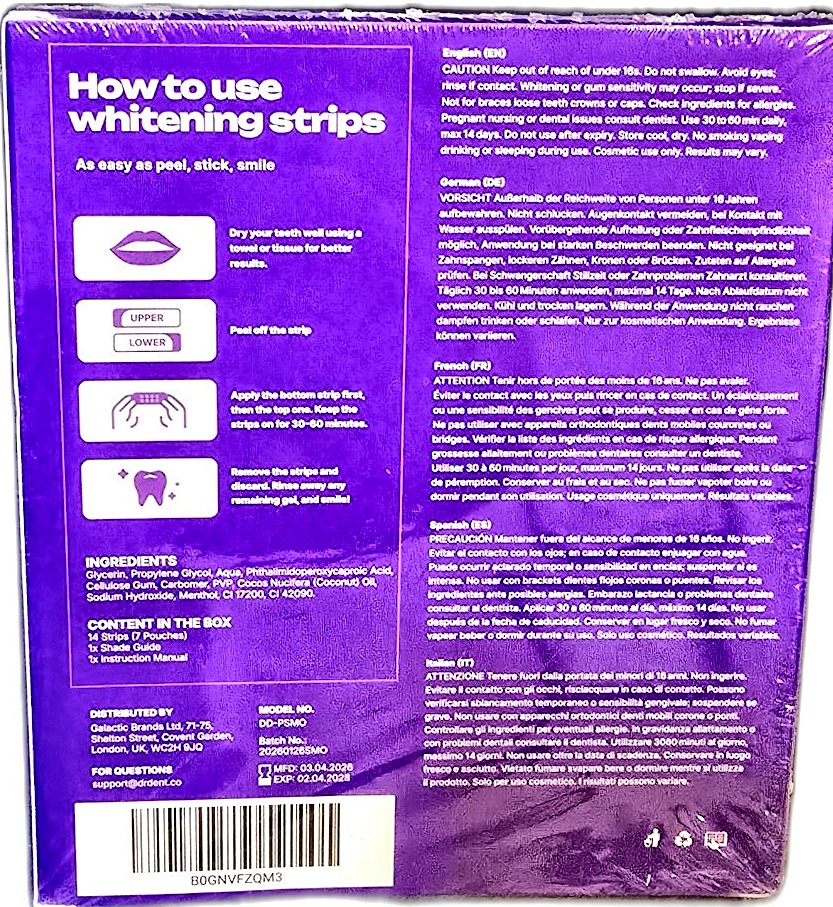 How to use
whitening strips
As easy as peel, stick, smile
Dry your teeth well using a
towel or tissue for better
results.
UPPER
LOWER
Peel off the strip
Apply the bottom strip first,
then the top one. Keep the
strips on for 30-60 minutes.
Remove the strips and
discard. Rinse away any
remaining gel, and smile!
INGREDIENTS
Glycerin, Propylene Glycol, Aqua, Phthalimidoperoxycaproic Acid,
Cellulose Gum, Carbomer, PVP, Cocos Nucifera (Coconut) Oil,
Sodium Hydroxide, Menthol, CI 17200, CI 42090.
CONTENT IN THE BOX
14 Strips (7 Pouches)
1x Shade Guide
1x Instruction Manual
DISTRIBUTED BY
Galactic Brands Ltd, 71-75,
Shelton Street, Covent Garden,
London, UK, WC2H 9JQ
FOR QUESTIONS
support@drdent.co
MODEL NO.
DD-PSMO
Batch No.:
20260126SMO
MFD: 03.04.2026
EXP: 02.04.2028
B0GNVFZQM3
English (EN)
CAUTION Keep out of reach of under 16s. Do not swallow. Avoid eyes;
rinse if contact. Whitening or gum sensitivity may occur; stop if severe.
Not for braces loose teeth crowns or caps. Check ingredients for allergies.
Pregnant nursing or dental issues consult dentist. Use 30 to 60 min daily,
max 14 days. Do not use after expiry. Store cool, dry. No smoking vaping
drinking or sleeping during use. Cosmetic use only. Results may vary.
German (DE)
VORSICHT Außerhalb der Reichweite von Personen unter 16 Jahren
aufbewahren. Nicht schlucken. Augenkontakt vermeiden, bei Kontakt mit
Wasser ausspülen. Vorübergehende Aufhellung oder Zahnfleischempfindlichkeit
möglich, Anwendung bei starken Beschwerden beenden. Nicht geeignet bei
Zahnspangen, lockeren Zähnen, Kronen oder Brücken. Zutaten auf Allergene
prüfen. Bei Schwangerschaft Stillzeit oder Zahnproblemen Zahnarzt konsultieren.
Täglich 30 bis 60 Minuten anwenden, maximal 14 Tage. Nach Ablaufdatum nicht
verwenden. Kühl und trocken lagern. Während der Anwendung nicht rauchen
dampfen trinken oder schlafen. Nur zur kosmetischen Anwendung. Ergebnisse
können variieren.
French (FR)
ATTENTION Tenir hors de portée des moins de 16 ans. Ne pas avaler.
Éviter le contact avec les yeux puis rincer en cas de contact. Un éclaircissement
ou une sensibilité des gencives peut se produire, cesser en cas de gêne forte.
Ne pas utiliser avec appareils orthodontiques dents mobiles couronnes ou
bridges. Vérifier la liste des ingrédients en cas de risque allergique. Pendant
grossesse allaitement ou problèmes dentaires consulter un dentiste.
Utiliser 30 à 60 minutes par jour, maximum 14 jours. Ne pas utiliser après la date
de péremption. Conserver au frais et au sec. Ne pas fumer vapoter boire ou
dormir pendant son utilisation. Usage cosmétique uniquement. Résultats variables.
Spanish (ES)
PRECAUCIÓN Mantener fuera del alcance de menores de 16 años. No ingerir.
Evitar el contacto con los ojos; en caso de contacto enjuagar con agua.
Puede ocurrir aclarado temporal o sensibilidad en encías; suspender si es
intensa. No usar con brackets dientes flojos coronas o puentes. Revisar los
ingredientes ante posibles alergias. Embarazo lactancia o problemas dentales
consultar al dentista. Aplicar 30 a 60 minutos al día, máximo 14 días. No usar
después de la fecha de caducidad. Conservar en lugar fresco y seco. No fumar
vapear beber o dormir durante su uso. Solo uso cosmético. Resultados variables.
Italian (IT)
ATTENZIONE Tenere fuori dalla portata dei minori di 16 anni. Non ingerire.
Evitare il contatto con gli occhi, risciacquare in caso di contatto. Possono
verificarsi sbiancamento temporaneo o sensibilità gengivale; sospendere se
grave. Non usare con apparecchi ortodontici denti mobili corone o ponti.
Controllare gli ingredienti per eventuali allergie. In gravidanza allattamento o
con problemi dentali consultare il dentista. Utilizzare 3060 minuti al giorno,
massimo 14 giorni. Non usare oltre la data di scadenza. Conservare in luogo
fresco e asciutto. Vietato fumare svapare bere o dormire mentre si utilizza
il prodotto. Solo per uso cosmetico. I risultati possono variare.